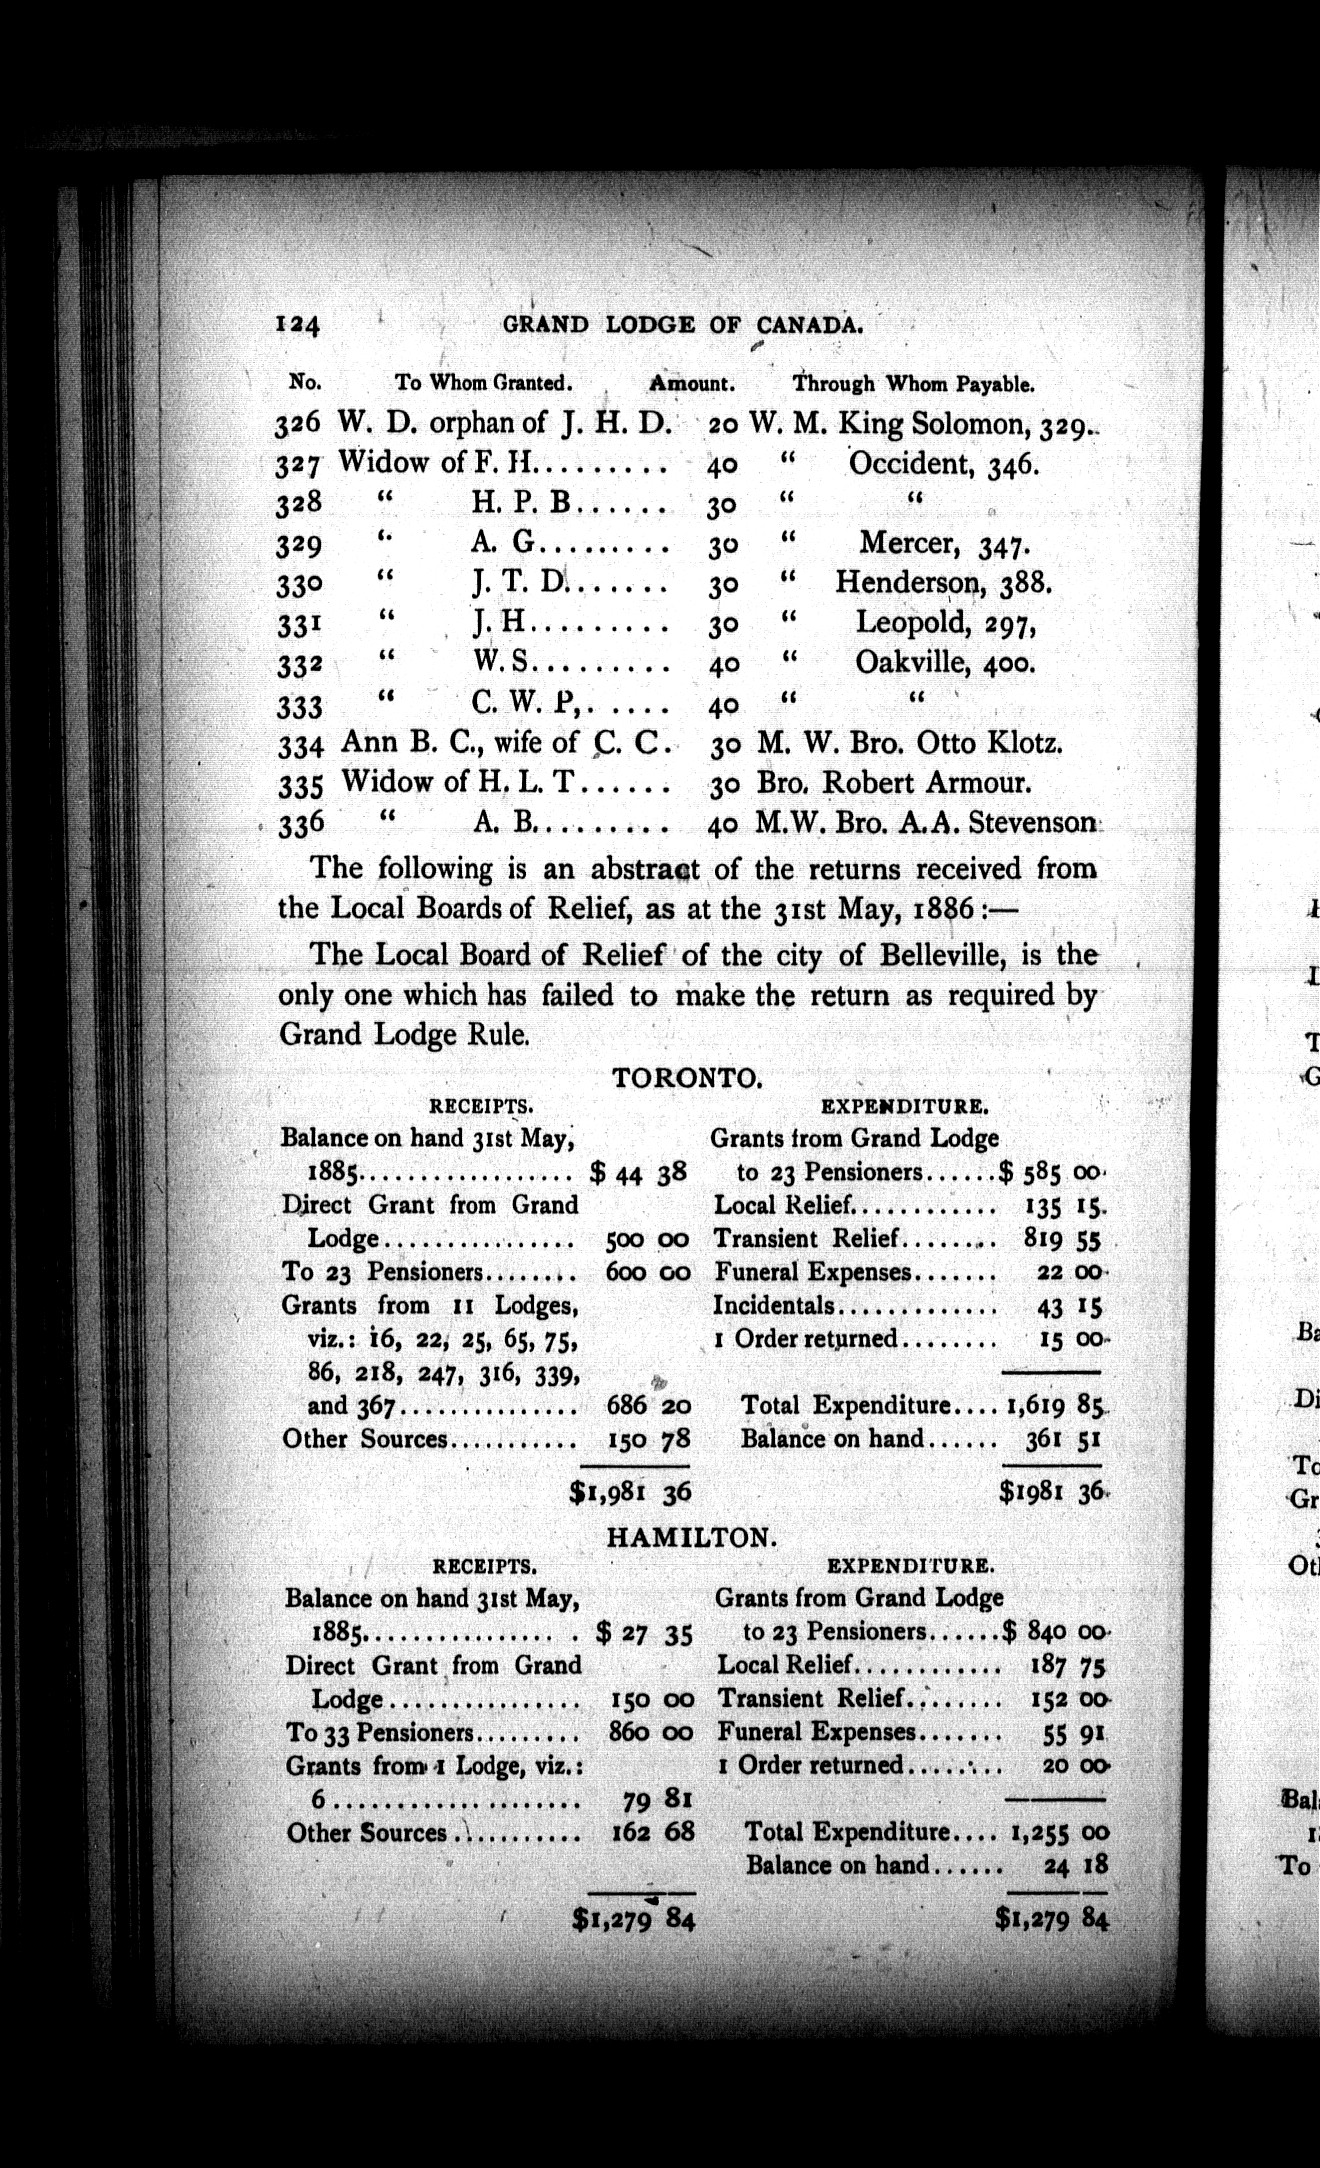 124 GRAND LODGE OF CANADA.
No. To Whom Granted. Amount. Through Whom Payable.
326 W. D. orphan of J. H. D. 20 W. M. King Solomon, 329.
327 Widow of F. H......... 40 “ Occident, 346.
328 “ H. P. B...... 30 “ “
329 “ A. G......... 30 “ Mercer, 347.
330 “ J. T. D....... 30 “ Henderson, 388.
331 “ J. H......... 30 “ Leopold, 297,
332 “ W. S......... 40 “ Oakville, 400.
333 “ C. W. P,..... 40 “ “
334 Ann B. C., wife of C. C. 30 M. W. Bro. Otto Klotz.
335 Widow of H. L. T...... 30 Bro. Robert Armour.
336 “ A. B......... 40 M.W. Bro. A.A. Stevenson
The following is an abstract of the returns received from
the Local Boards of Relief, as at the 31st May, 1886 :—
The Local Board of Relief of the city of Belleville, is the
only one which has failed to make the return as required by
Grand Lodge Rule.
TORONTO.
RECEIPTS.
Balance on hand 31st May,
1885.................. $ 44 38
Direct Grant from Grand
Lodge................ 500 00
To 23 Pensioners........ 600 00
Grants from 11 Lodges,
viz.: 16, 22, 25, 65, 75,
86, 218, 247, 316, 339,
and 367............... 686 20
Other Sources........... 150 78
$1,981 36
EXPENDITURE.
Grants from Grand Lodge
to 23 Pensioners......$ 585 00
Local Relief............ 135 15.
Transient Relief........ 819 55
Funeral Expenses....... 22 00
Incidentals............. 43 15
1 Order returned........ 15 00
Total Expenditure.... 1,619 85
Balance on hand...... 361 51
$1981 36
HAMILTON.
RECEIPTS.
Balance on hand 31st May,
1885................. $ 27 35
Direct Grant from Grand
Lodge............... 150 00
To 33 Pensioners......... 860 00
Grants from 1 Lodge, viz.:
6.................... 79 81
Other Sources........... 162 68
$1,279 84
EXPENDITURE.
Grants from Grand Lodge
to 23 Pensioners......$ 840 00
Local Relief............ 187 75
Transient Relief........ 152 00
Funeral Expenses....... 55 91
1 Order returned........ 20 00
Total Expenditure.... 1,255 00
Balance on hand...... 24 18
$1,279 84